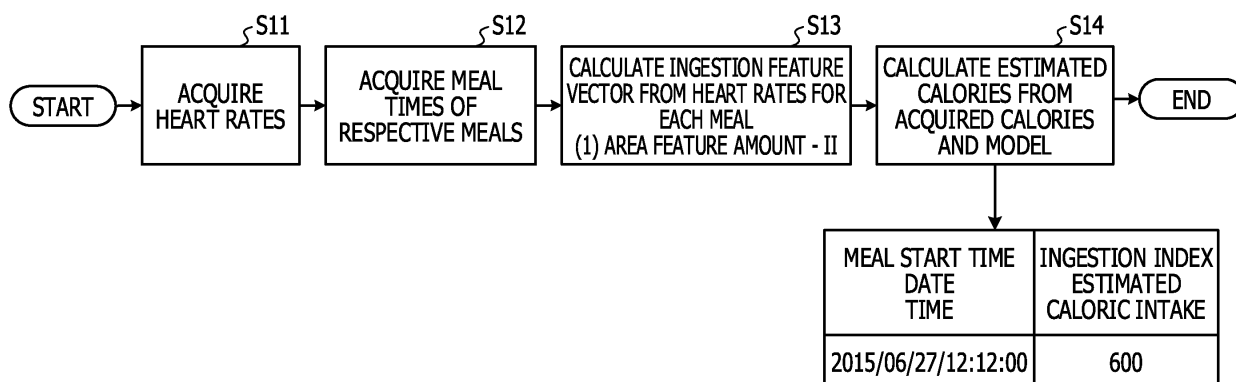 START
S11
ACQUIRE
HEART RATES
S12
ACQUIRE MEAL
TIMES OF
RESPECTIVE MEALS
S13
CALCULATE INGESTION FEATURE
VECTOR FROM HEART RATES FOR
EACH MEAL
(1) AREA FEATURE AMOUNT - II
S14
CALCULATE ESTIMATED
CALORIES FROM
ACQUIRED CALORIES
AND MODEL
END
MEAL START TIME
DATE
TIME
INGESTION INDEX
ESTIMATED
CALORIC INTAKE
2015/06/27/12:12:00
600